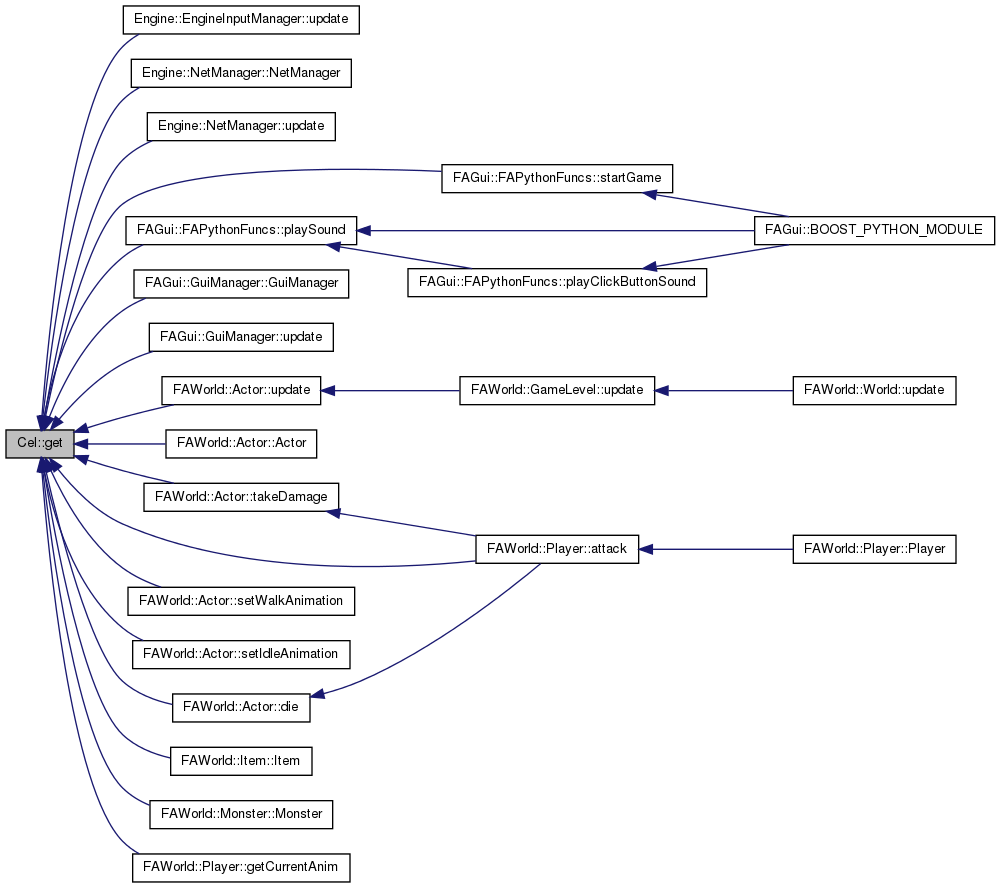 Engine::EngineInputManager::update
Engine::NetManager::NetManager
Engine::NetManager::update
FAGui::FAPythonFuncs::startGame
FAGui::FAPythonFuncs::playSound
FAGui::BOOST_PYTHON_MODULE
FAGui::GuiManager::GuiManager
FAGui::FAPythonFuncs::playClickButtonSound
FAGui::GuiManager::update
FAWorld::Actor::update
FAWorld::GameLevel::update
FAWorld::World::update
Cel::get
FAWorld::Actor::Actor
FAWorld::Actor::takeDamage
FAWorld::Player::attack
FAWorld::Player::Player
FAWorld::Actor::setWalkAnimation
FAWorld::Actor::setIdleAnimation
FAWorld::Actor::die
FAWorld::Item::Item
FAWorld::Monster::Monster
FAWorld::Player::getCurrentAnim